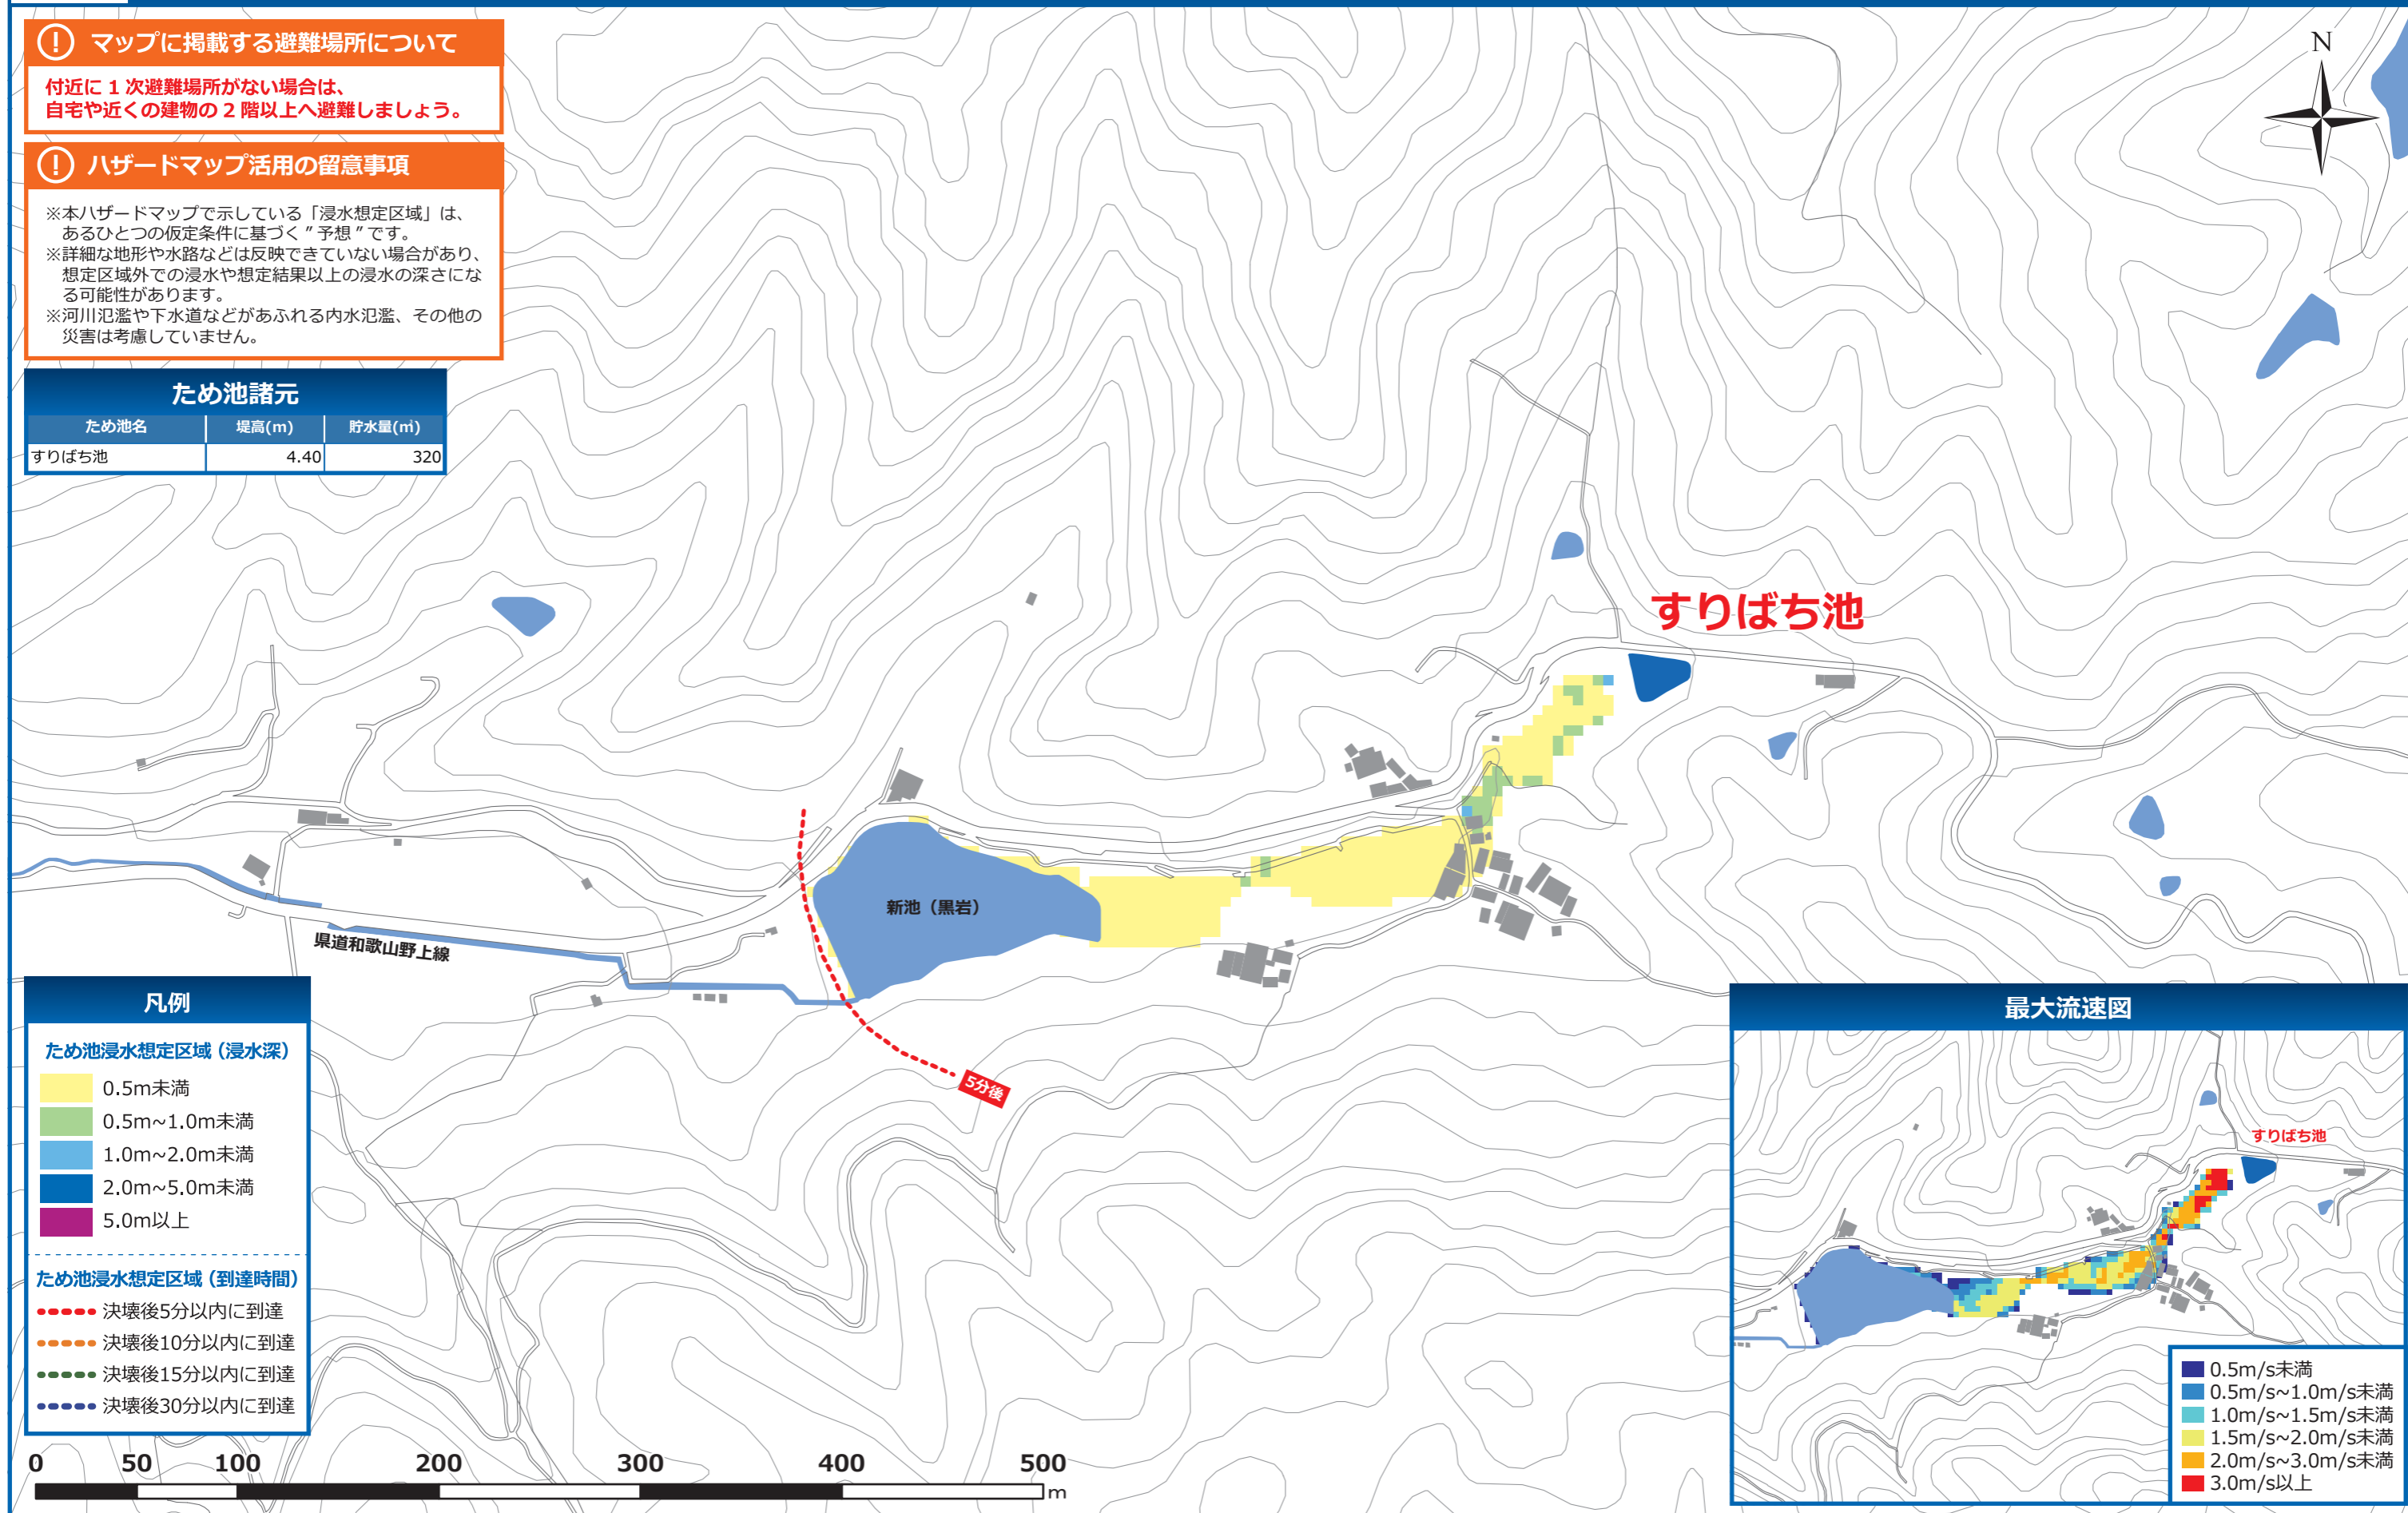 ! マップに掲載する避難場所について
付近に 1 次避難場所がない場合は、
自宅や近くの建物の 2 階以上へ避難しましょう。
! ハザードマップ活用の留意事項
※本ハザードマップで示している「浸水想定区域」は、
あるひとつの仮定条件に基づく ″ 予想 ″ です。
※詳細な地形や水路などは反映できていない場合があり、
想定区域外での浸水や想定結果以上の浸水の深さにな
る可能性があります。
※河川氾濫や下水道などがあふれる内水氾濫、その他の
災害は考慮していません。
ため池諸元
ため池名 堤高(m) 貯水量(㎥)
すりばち池 4.40 320
N
すりばち池
新池（黒岩）
県道和歌山野上線
5分後
凡例
ため池浸水想定区域（浸水深）
0.5m未満
0.5m~1.0m未満
1.0m~2.0m未満
2.0m~5.0m未満
5.0m以上
ため池浸水想定区域（到達時間）
決壊後5分以内に到達
決壊後10分以内に到達
決壊後15分以内に到達
決壊後30分以内に到達
0 50 100 200 300 400 500
m
最大流速図
すりばち池
0.5m/s未満
0.5m/s~1.0m/s未満
1.0m/s~1.5m/s未満
1.5m/s~2.0m/s未満
2.0m/s~3.0m/s未満
3.0m/s以上